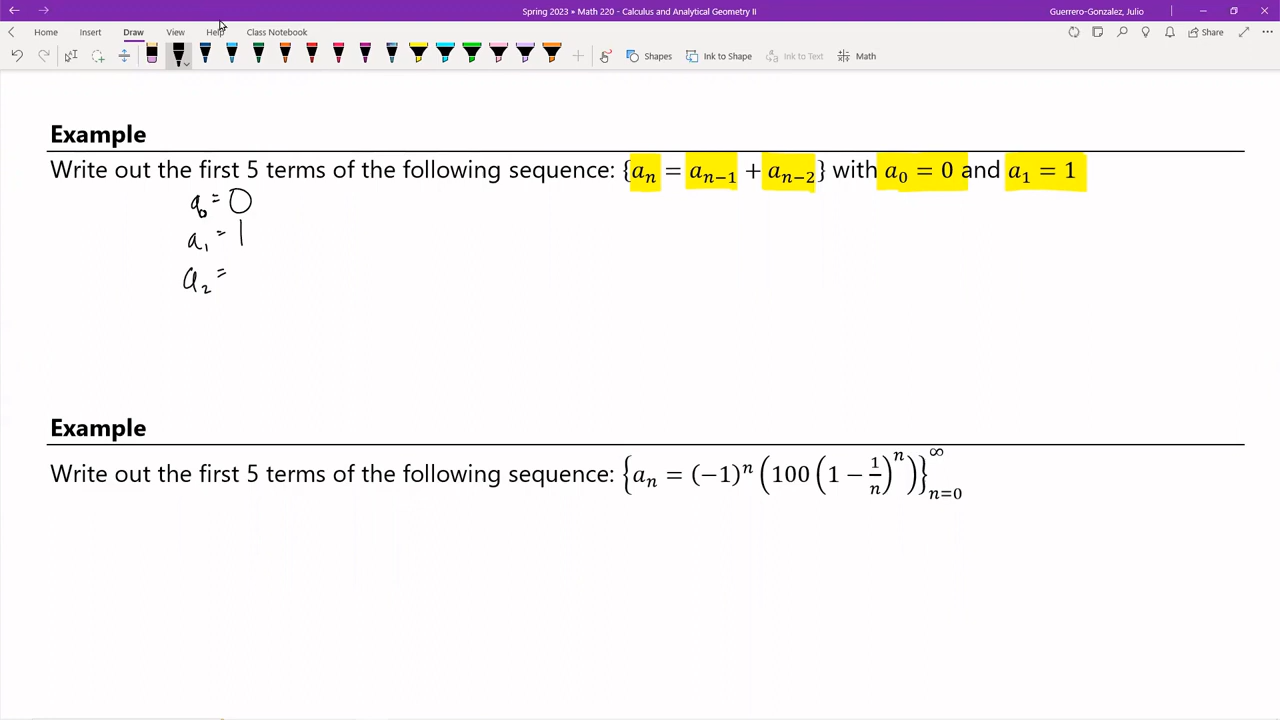 Spring 2023 » Math 220 - Calculus and Analytical Geometry II
Guerrero-Gonzalez, Julio
Home Insert Draw View Help Class Notebook
Share
Shapes Ink to Shape Ink to Text Math
Example
Write out the first 5 terms of the following sequence: {aₙ = aₙ₋₁ + aₙ₋₂} with a₀ = 0 and a₁ = 1
a₀ = 0
a₁ = 1
a₂ =
Example
Write out the first 5 terms of the following sequence: {aₙ = (−1)ⁿ (100 (1 − 1/n)ⁿ)}^∞_{n=0}